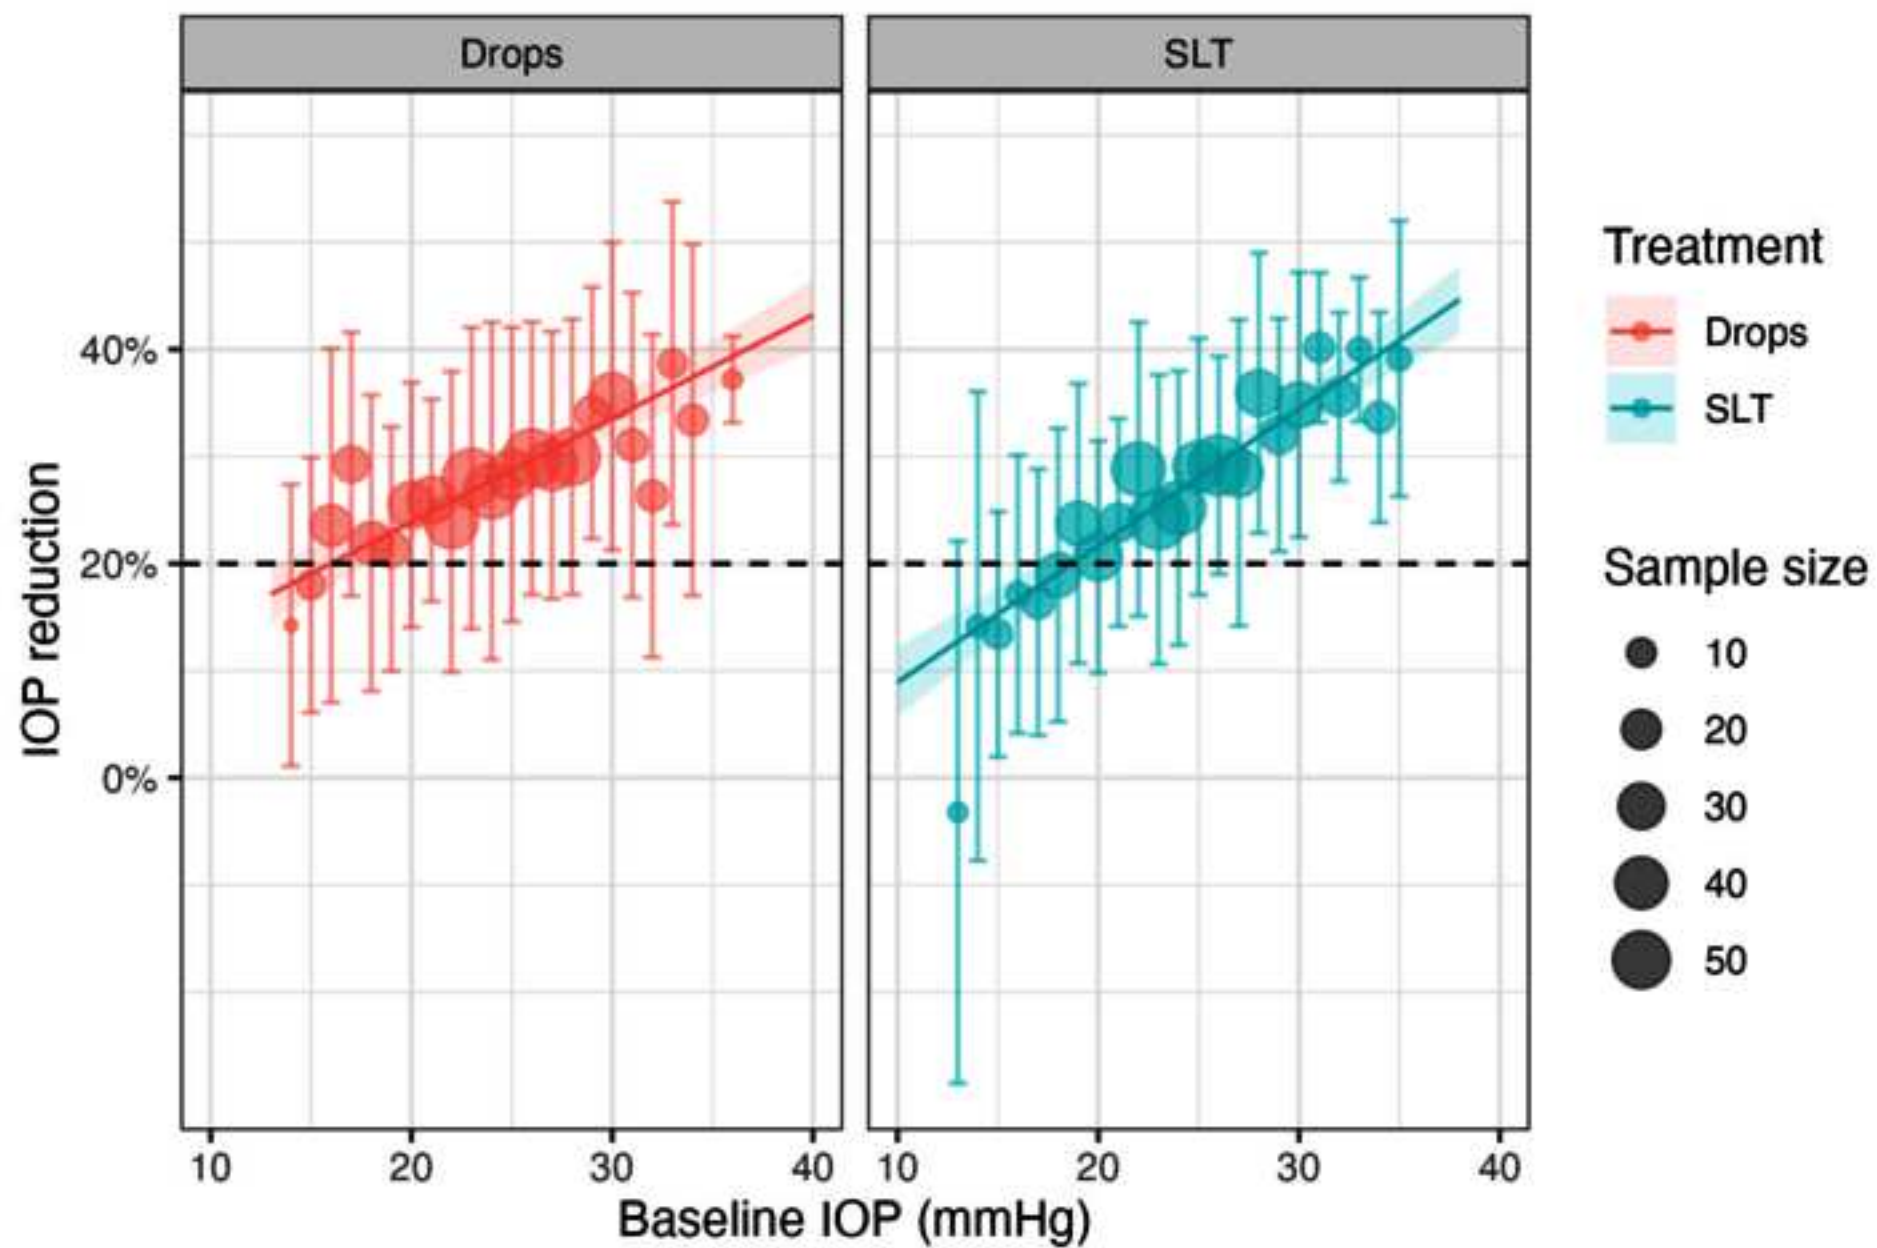 Drops
SLT
IOP reduction
40%
20%
0%
10 20 30 40
10 20 30 40
Baseline IOP (mmHg)
Treatment
Drops
SLT
Sample size
10
20
30
40
50